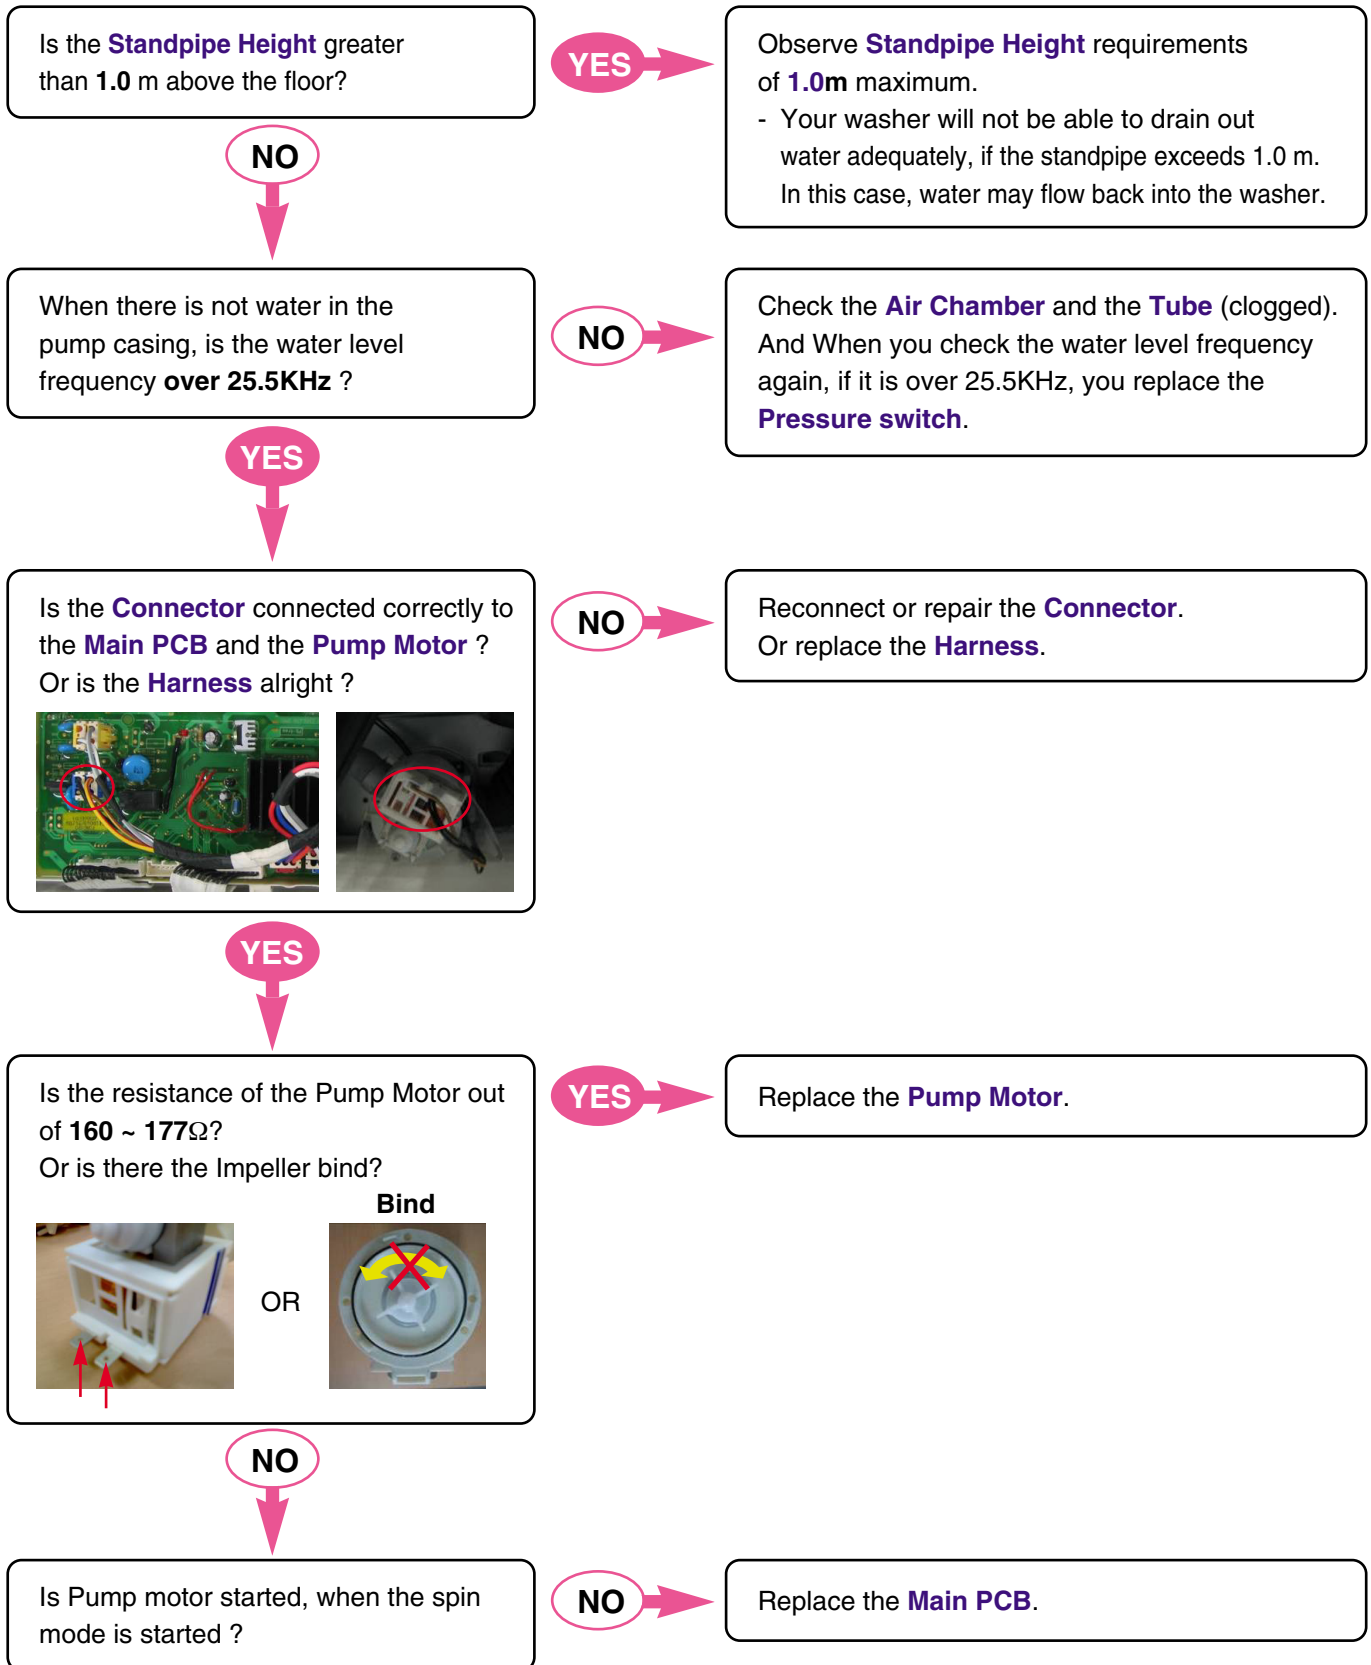 Is the Standpipe Height greater
than 1.0 m above the floor?
YES
Observe Standpipe Height requirements
of 1.0m maximum.
- Your washer will not be able to drain out
water adequately, if the standpipe exceeds 1.0 m.
In this case, water may flow back into the washer.
NO
When there is not water in the
pump casing, is the water level
frequency over 25.5KHz ?
NO
Check the Air Chamber and the Tube (clogged).
And When you check the water level frequency
again, if it is over 25.5KHz, you replace the
Pressure switch.
YES
Is the Connector connected correctly to
the Main PCB and the Pump Motor ?
Or is the Harness alright ?
NO
Reconnect or repair the Connector.
Or replace the Harness.
YES
Is the resistance of the Pump Motor out
of 160 ~ 177Ω?
Or is there the Impeller bind?
Bind
OR
YES
Replace the Pump Motor.
NO
Is Pump motor started, when the spin
mode is started ?
NO
Replace the Main PCB.